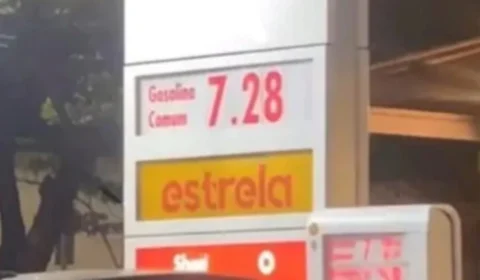 Gasolina
Comum 7.28
estrela
Shell